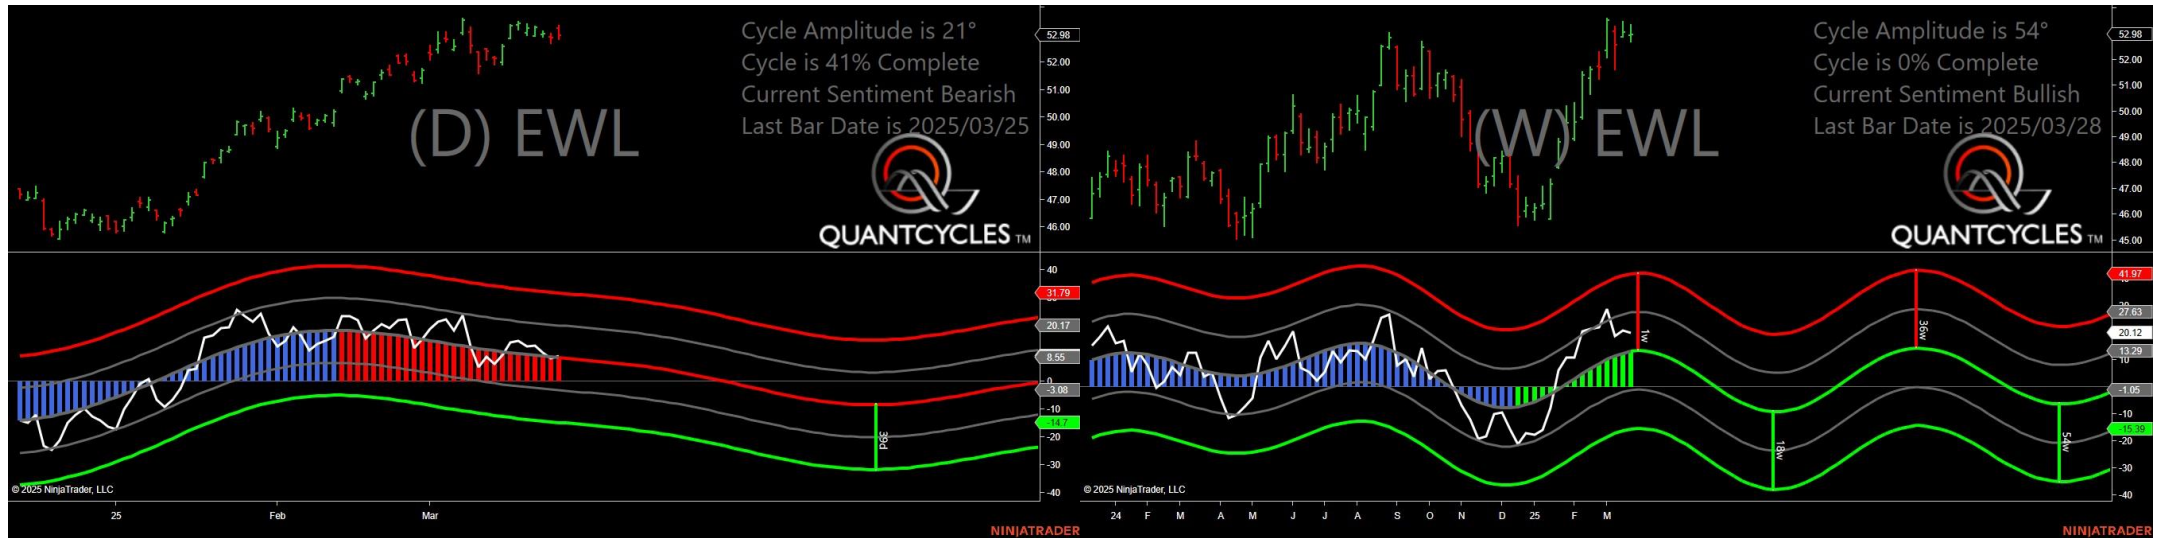 Cycle Amplitude is 21°
Cycle is 41% Complete
Current Sentiment Bearish
Last Bar Date is 2025/03/25
(D) EWL
QUANTCYCLES TM
52.98
52.00
51.00
50.00
49.00
48.00
47.00
46.00
40
31.79
20.17
8.55
0
-3.08
-10
-14.7
-20
-30
-40
39d
© 2025 NinjaTrader, LLC
25
Feb
Mar
NINJATRADER
Cycle Amplitude is 54°
Cycle is 0% Complete
Current Sentiment Bullish
Last Bar Date is 2025/03/28
(W) EWL
QUANTCYCLES TM
52.98
52.00
51.00
50.00
49.00
48.00
47.00
46.00
45.00
41.97
27.63
20.12
13.29
10
-1.05
-10
-15.39
-20
-30
-40
1w
18w
36w
54w
© 2025 NinjaTrader, LLC
24 F M A M J J A S O N D 25 F M
NINJATRADER